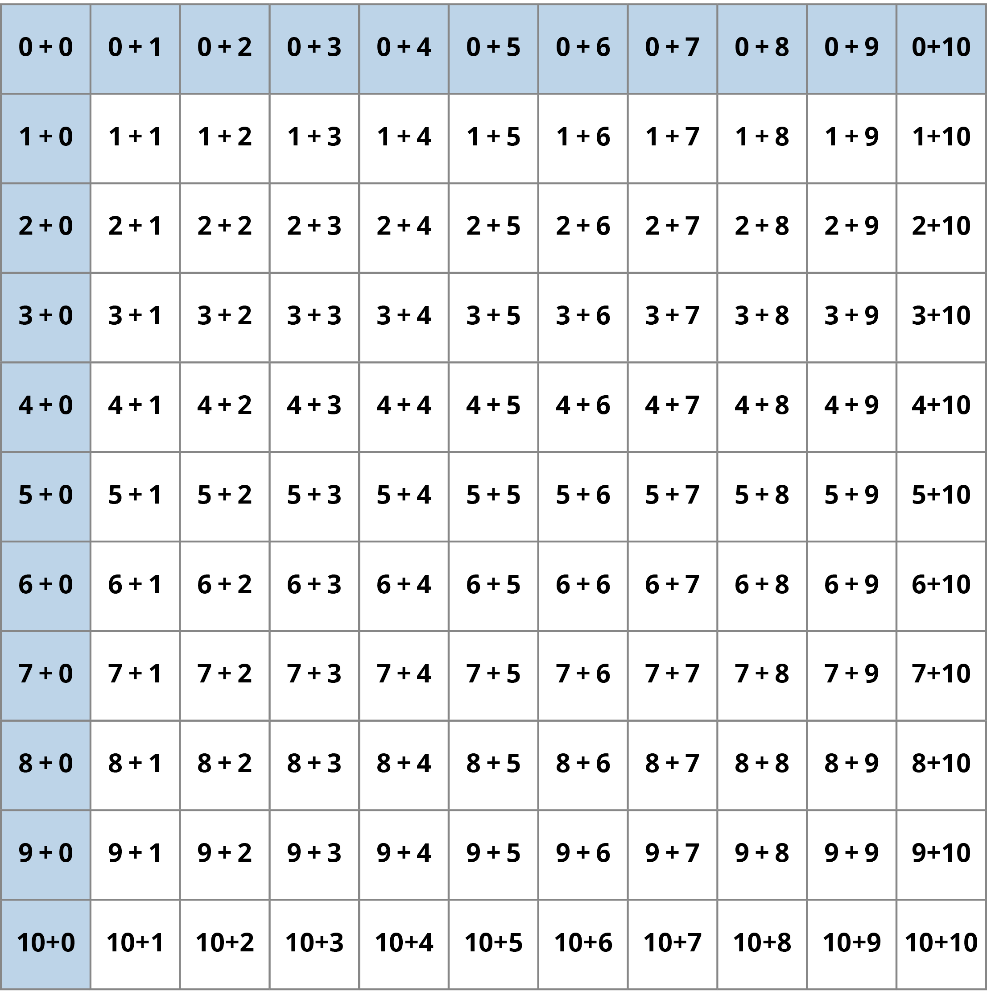 0 + 0 0 + 1 0 + 2 0 + 3 0 + 4 0 + 5 0 + 6 0 + 7 0 + 8 0 + 9 0+10
1 + 0 1 + 1 1 + 2 1 + 3 1 + 4 1 + 5 1 + 6 1 + 7 1 + 8 1 + 9 1+10
2 + 0 2 + 1 2 + 2 2 + 3 2 + 4 2 + 5 2 + 6 2 + 7 2 + 8 2 + 9 2+10
3 + 0 3 + 1 3 + 2 3 + 3 3 + 4 3 + 5 3 + 6 3 + 7 3 + 8 3 + 9 3+10
4 + 0 4 + 1 4 + 2 4 + 3 4 + 4 4 + 5 4 + 6 4 + 7 4 + 8 4 + 9 4+10
5 + 0 5 + 1 5 + 2 5 + 3 5 + 4 5 + 5 5 + 6 5 + 7 5 + 8 5 + 9 5+10
6 + 0 6 + 1 6 + 2 6 + 3 6 + 4 6 + 5 6 + 6 6 + 7 6 + 8 6 + 9 6+10
7 + 0 7 + 1 7 + 2 7 + 3 7 + 4 7 + 5 7 + 6 7 + 7 7 + 8 7 + 9 7+10
8 + 0 8 + 1 8 + 2 8 + 3 8 + 4 8 + 5 8 + 6 8 + 7 8 + 8 8 + 9 8+10
9 + 0 9 + 1 9 + 2 9 + 3 9 + 4 9 + 5 9 + 6 9 + 7 9 + 8 9 + 9 9+10
10+0 10+1 10+2 10+3 10+4 10+5 10+6 10+7 10+8 10+9 10+10